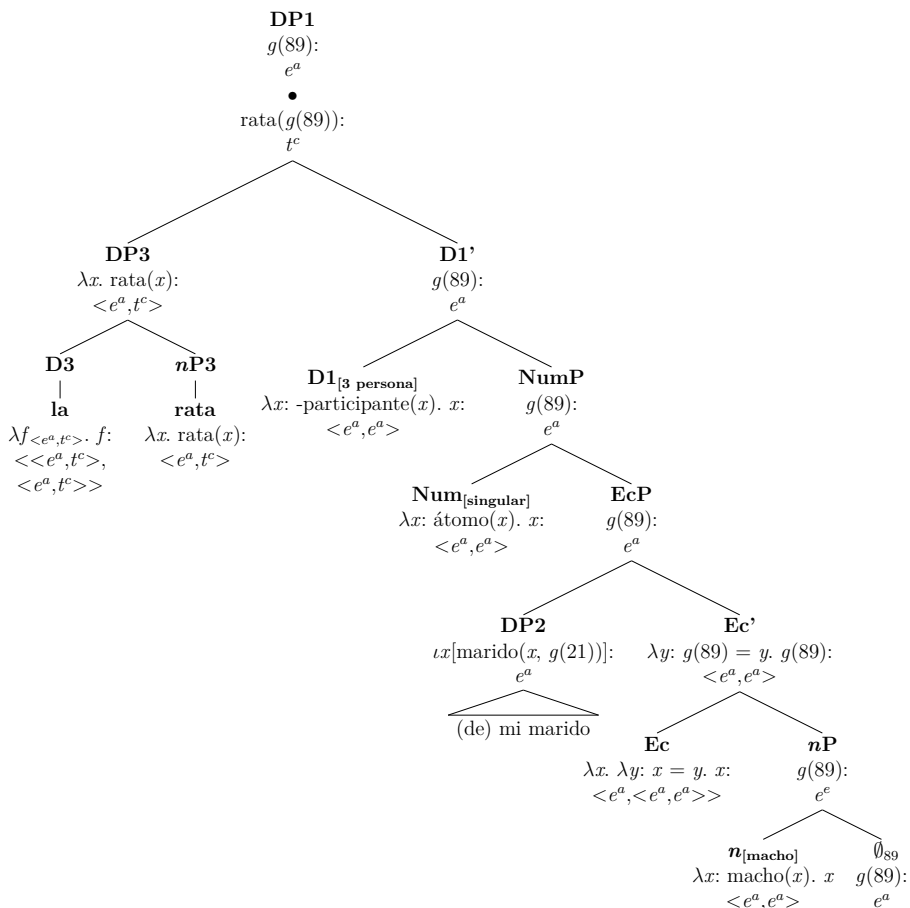 DP1
g(89):
e^a
•
rata(g(89)):
t^c
DP3 D1'
λx. rata(x): g(89):
<e^a,t^c> e^a
D3 nP3 D1[3 persona] NumP
la rata λx: -participante(x). x: g(89):
λf<e^a,t^c>. f: λx. rata(x): <e^a,e^a> e^a
<<e^a,t^c>, <e^a,t^c>
<e^a,t^c>>
Num[singular] EcP
λx: átomo(x). x: g(89):
<e^a,e^a> e^a
DP2 Ec'
ιx[marido(x, g(21))]: λy: g(89) = y. g(89):
e^a <e^a,e^a>
(de) mi marido
Ec nP
λx. λy: x = y. x: g(89):
<e^a,<e^a,e^a>> e^e
n[macho] ∅89
λx: macho(x). x g(89):
<e^a,e^a> e^a